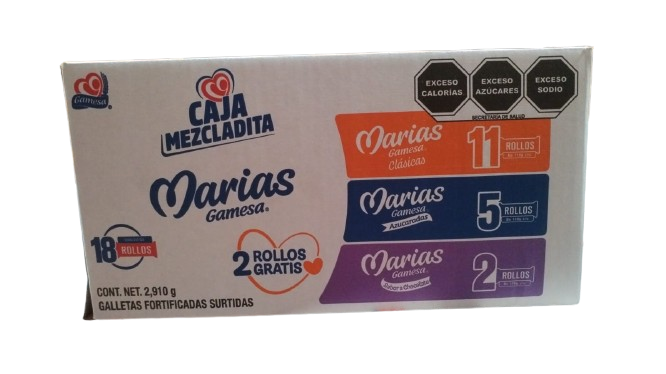 Gamesa®
CAJA
MEZCLADITA
Marias
Gamesa®
18
ROLLOS
2 ROLLOS
GRATIS
CONT. NET. 2,910 g
GALLETAS FORTIFICADAS SURTIDAS
EXCESO
CALORÍAS
EXCESO
AZÚCARES
EXCESO
SODIO
SECRETARÍA DE SALUD
Marias
Gamesa
Clásicas
11 ROLLOS
Marias
Gamesa
Azucaradas
5 ROLLOS
Marias
Gamesa
Sabor a Chocolate
2 ROLLOS